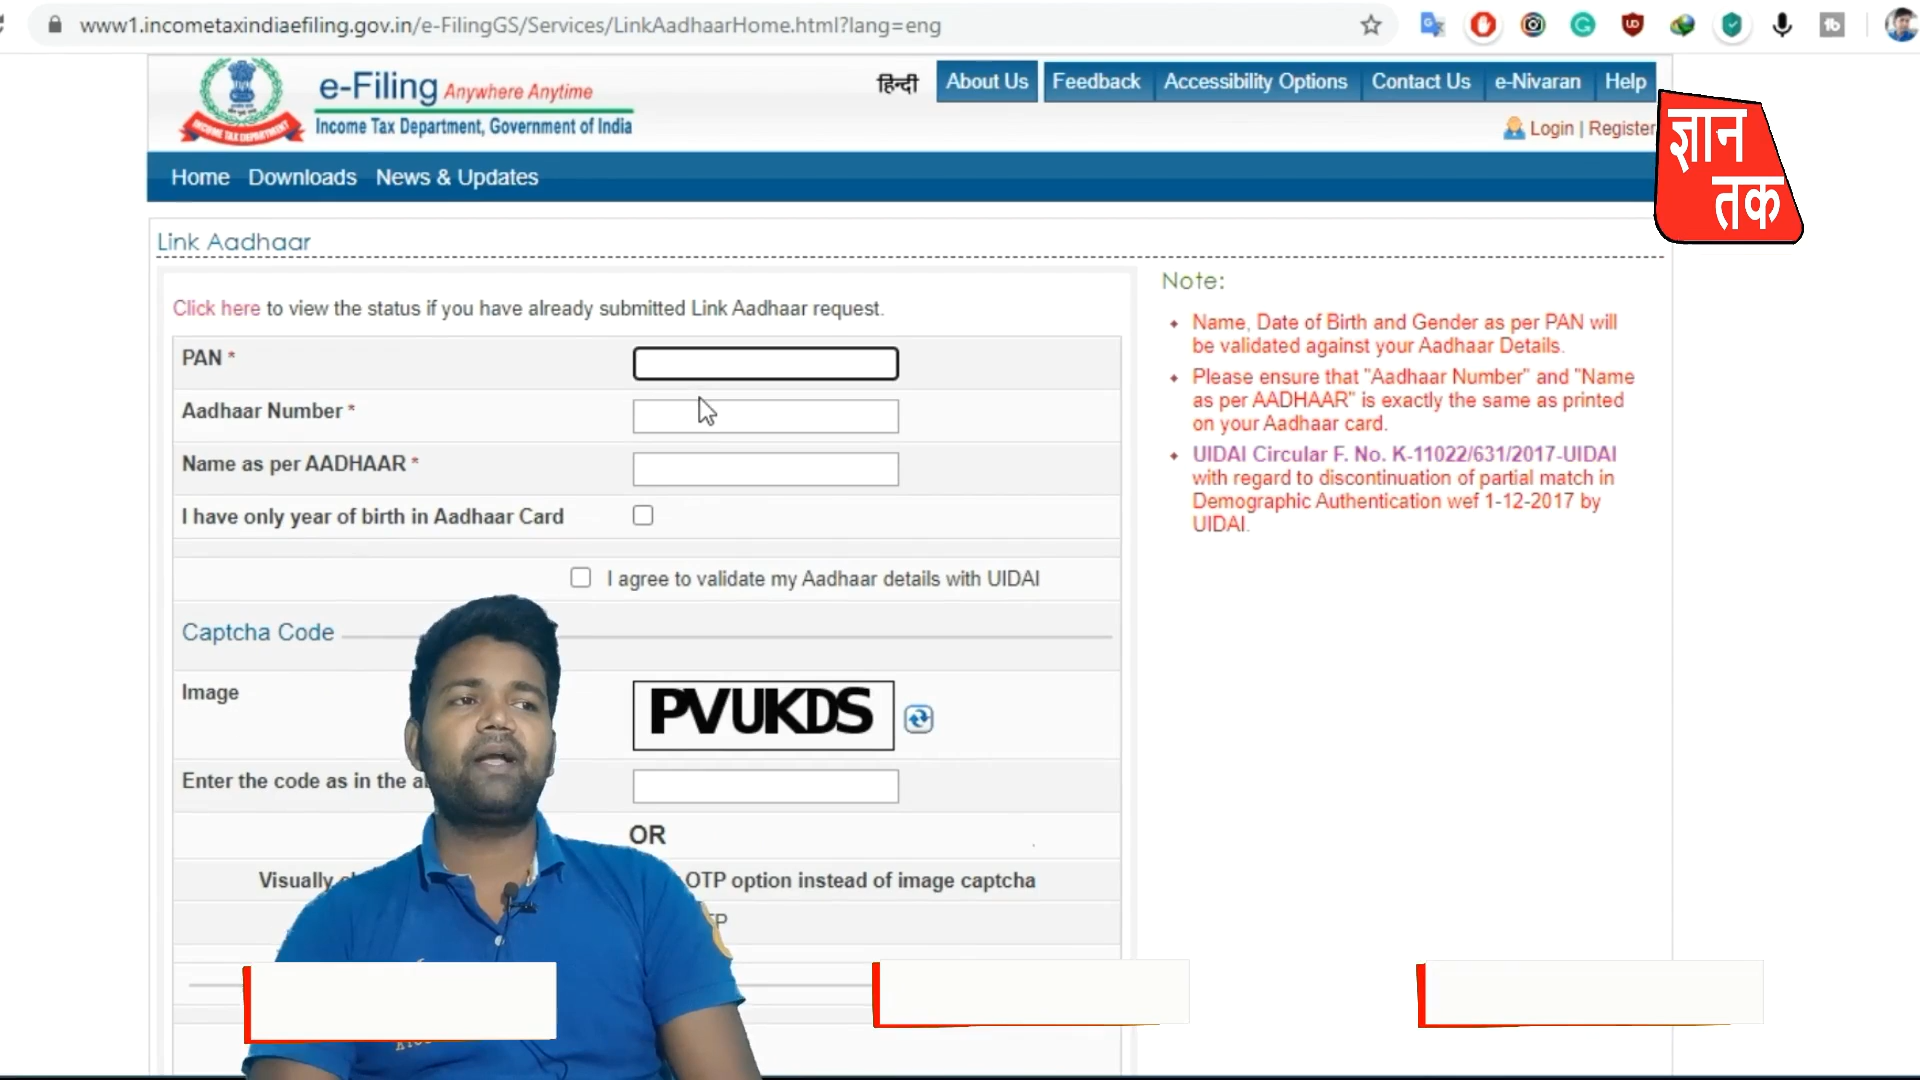 www1.incometaxindiaefiling.gov.in/e-FilingGS/Services/LinkAadhaarHome.html?lang=eng
e-Filing Anywhere Anytime
Income Tax Department, Government of India
INCOME TAX DEPARTMENT
हिन्दी About Us Feedback Accessibility Options Contact Us e-Nivaran Help
Login | Register
ज्ञान
तक
Home Downloads News & Updates
Link Aadhaar
Click here to view the status if you have already submitted Link Aadhaar request.
PAN *
Aadhaar Number *
Name as per AADHAAR *
I have only year of birth in Aadhaar Card
I agree to validate my Aadhaar details with UIDAI
Captcha Code
Image
PVUKDS
Enter the code as in the
OR
Visually
OTP option instead of image captcha
Note:
Name, Date of Birth and Gender as per PAN will
be validated against your Aadhaar Details.
Please ensure that "Aadhaar Number" and "Name
as per AADHAAR" is exactly the same as printed
on your Aadhaar card.
UIDAI Circular F. No. K-11022/631/2017-UIDAI
with regard to discontinuation of partial match in
Demographic Authentication wef 1-12-2017 by
UIDAI.